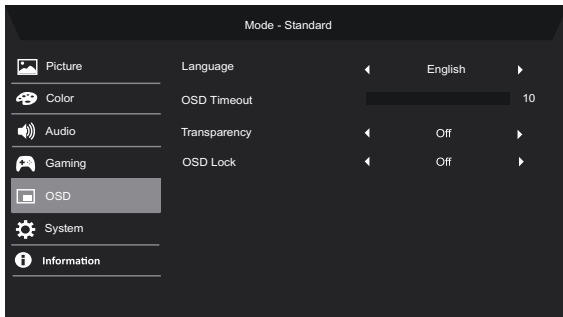 Mode - Standard
Picture
Color
Audio
Gaming
OSD
System
Information
Language English
OSD Timeout 10
Transparency Off
OSD Lock Off